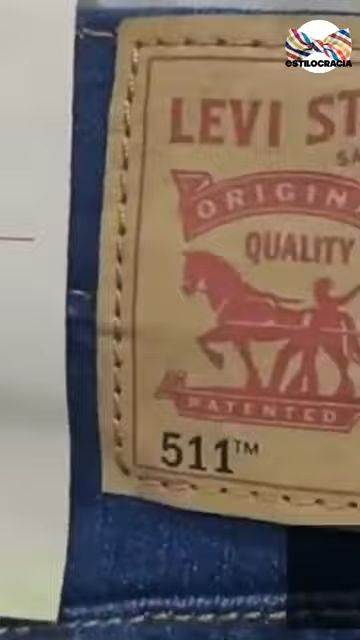 eSTILOCRACIA
LEVI ST
ORIGIN
QUALITY
PATENTED
511™